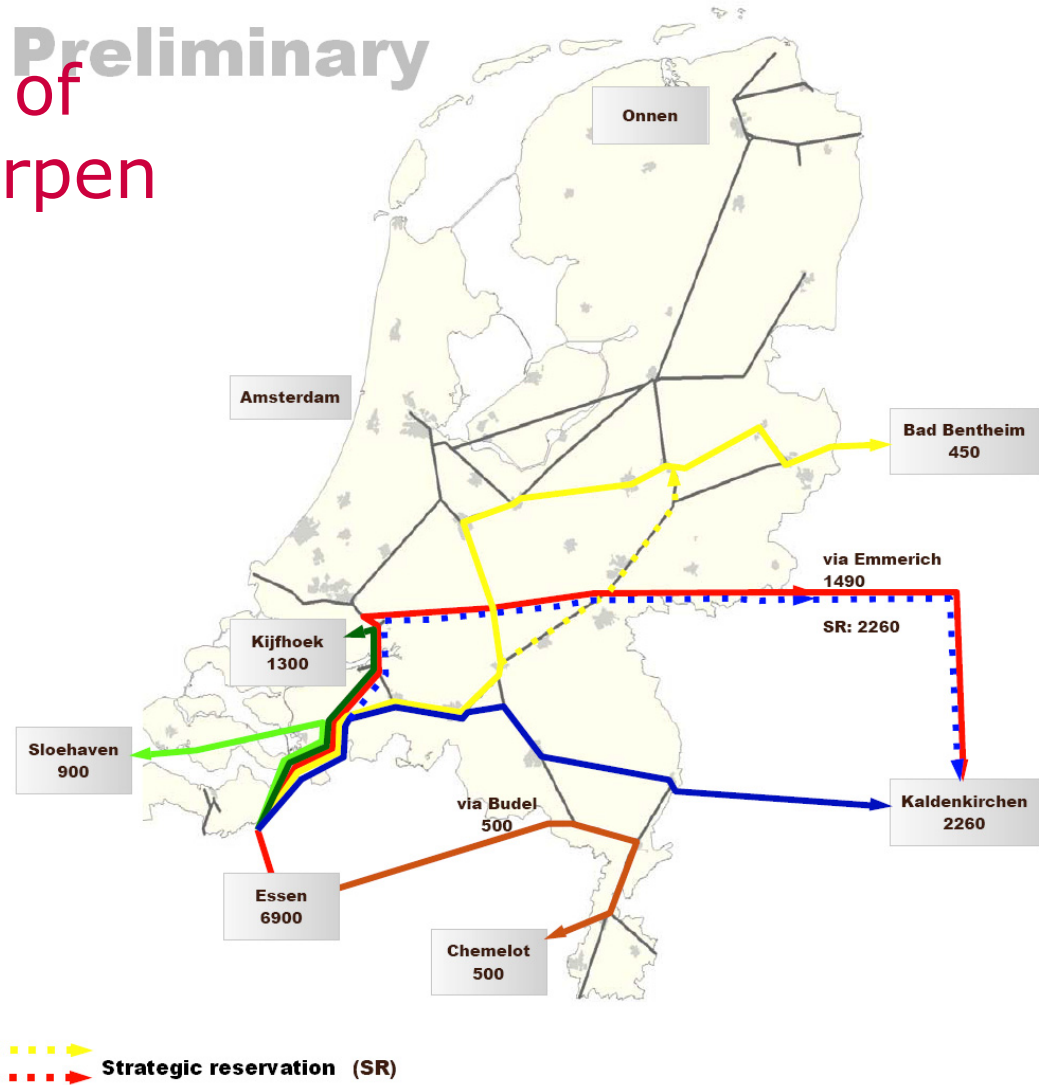 Preliminary
of
rpen
Onnen
Amsterdam
Bad Bentheim
450
via Emmerich
1490
SR: 2260
Kijfhoek
1300
Sloehaven
900
via Budel
500
Kaldenkirchen
2260
Essen
6900
Chemelot
500
Strategic reservation (SR)